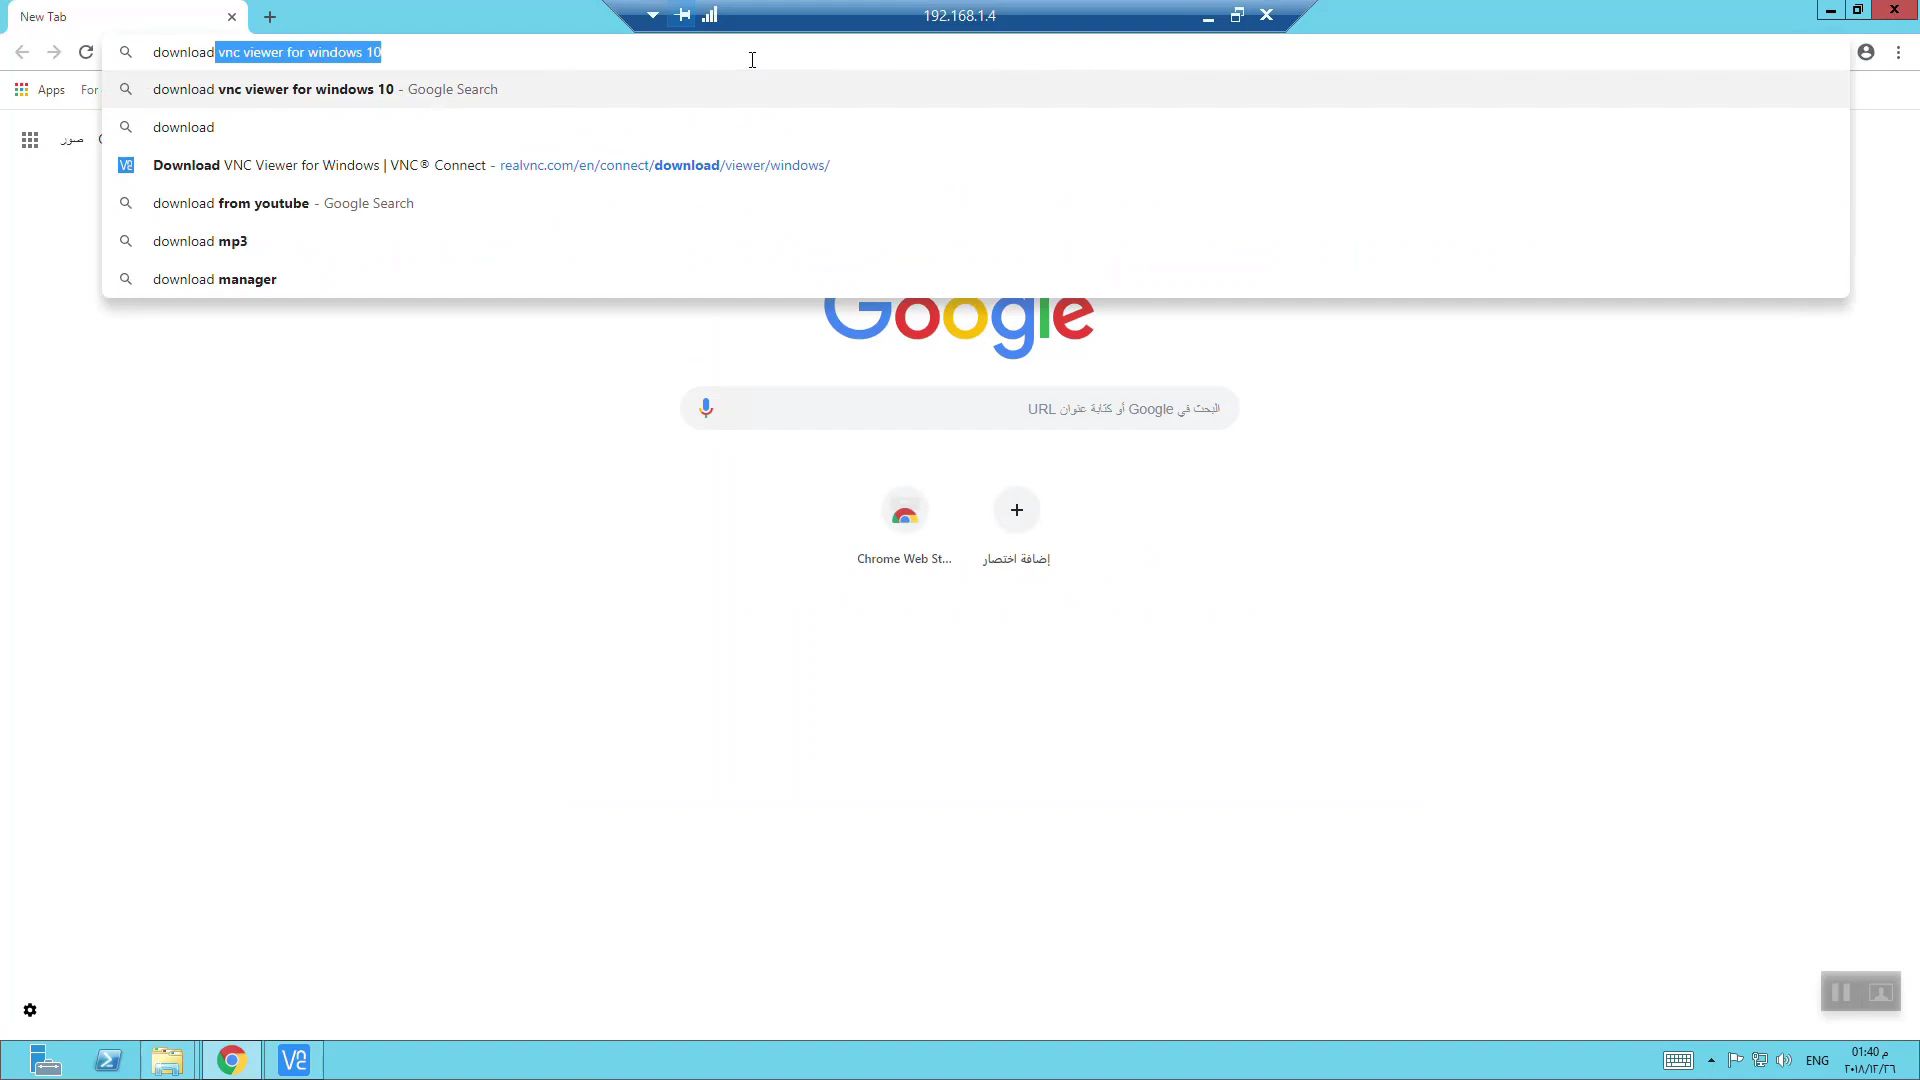 New Tab
192.168.1.4
download vnc viewer for windows 10
Apps
For
download vnc viewer for windows 10 - Google Search
download
صور
Download VNC Viewer for Windows | VNC® Connect - realvnc.com/en/connect/download/viewer/windows/
download from youtube - Google Search
download mp3
download manager
Google
البحث في Google أو كتابة عنوان URL
Chrome Web St...
إضافة اختصار
ENG
01:40 م
٢٠١٨/١٢/٢٦